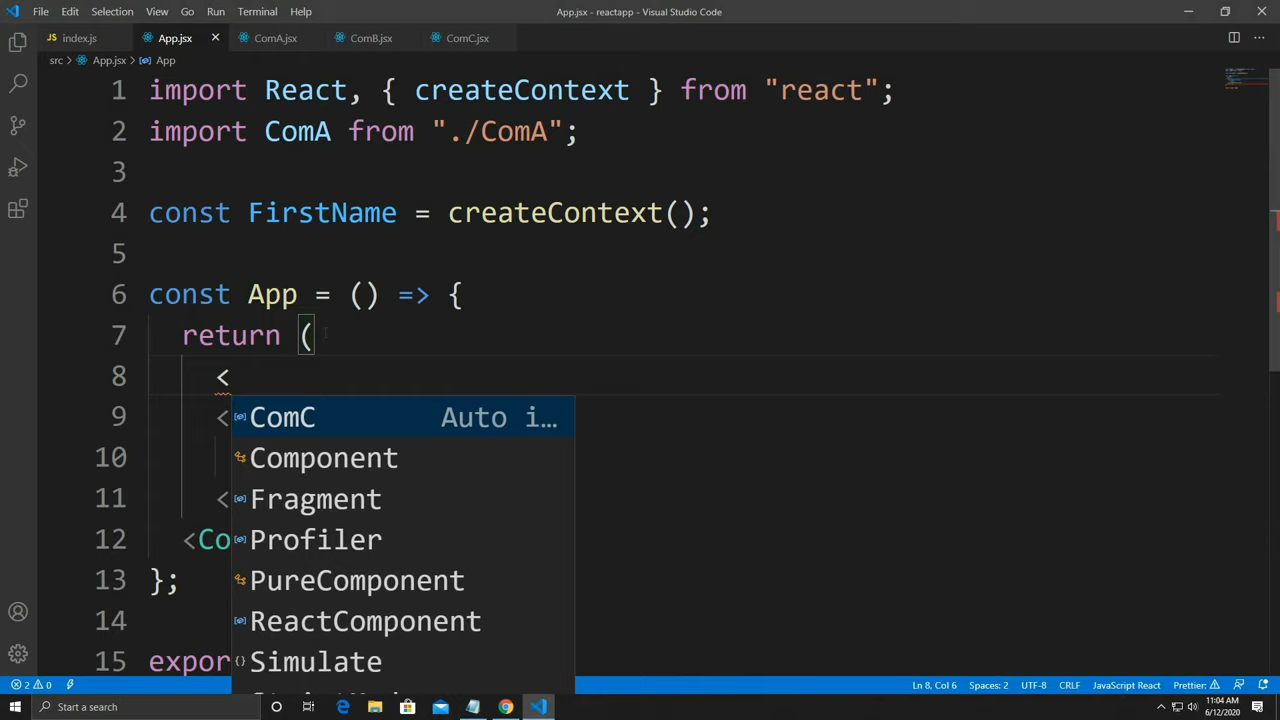 File Edit Selection View Go Run Terminal Help
App.jsx - reactapp - Visual Studio Code
index.js App.jsx ComA.jsx ComB.jsx ComC.jsx
src > App.jsx > App
1 import React, { createContext } from "react";
2 import ComA from "./ComA";
3
4 const FirstName = createContext();
5
6 const App = () => {
7 return (
8 <
9 <
10
11 <
12 <Co
13 };
14
15 expor
ComC Auto i...
Component
Fragment
Profiler
PureComponent
ReactComponent
Simulate
2 0 Ln 8, Col 6 Spaces: 2 UTF-8 CRLF JavaScript React Prettier:
Start a search
11:04 AM
6/12/2020